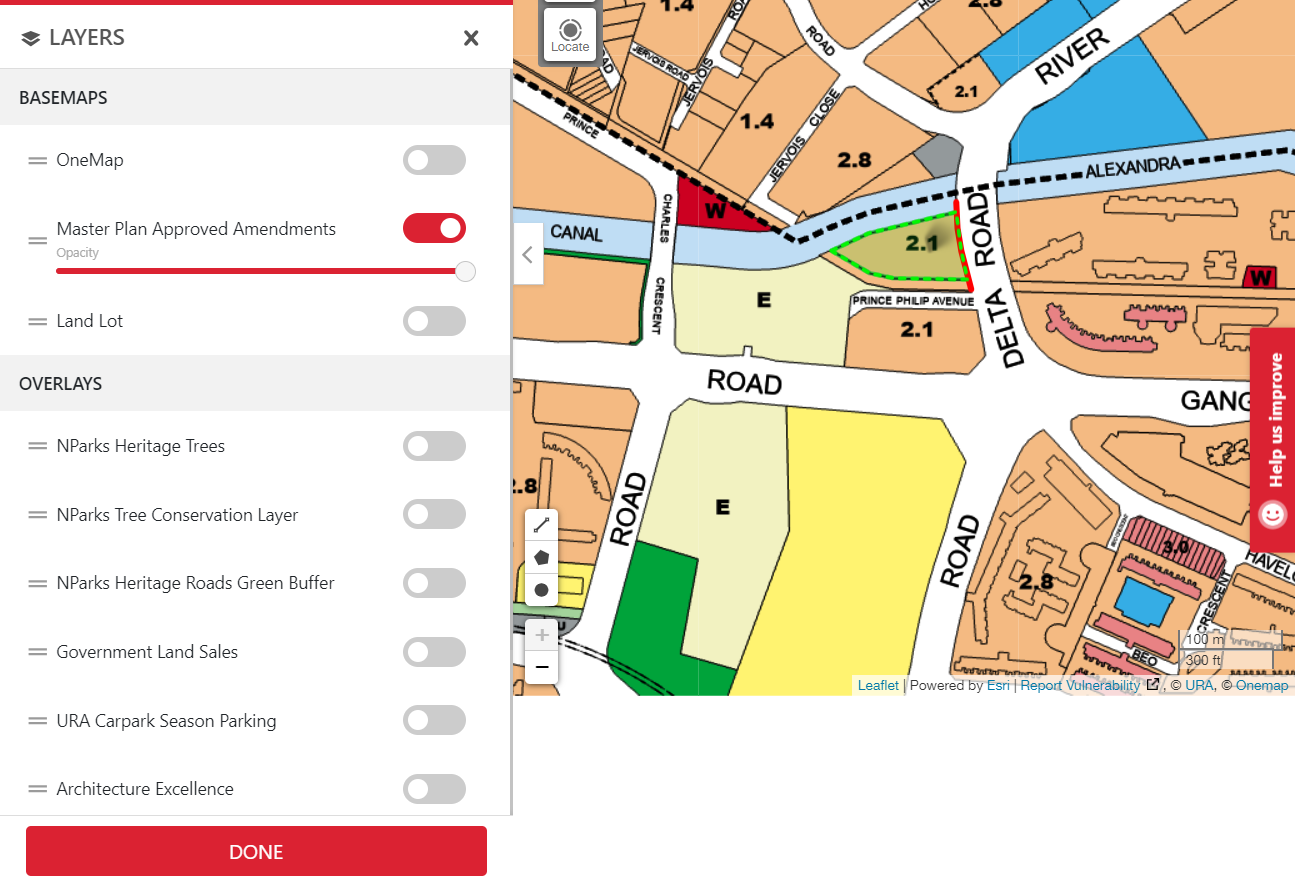 LAYERS
BASEMAPS
OneMap
Master Plan Approved Amendments
Opacity
Land Lot
OVERLAYS
NParks Heritage Trees
NParks Tree Conservation Layer
NParks Heritage Roads Green Buffer
Government Land Sales
URA Carpark Season Parking
Architecture Excellence
DONE
Locate
1.4
2.8
ROAD
RIVER
JERVOIS ROAD
JERVOIS
2.1
PRINCE
1.4
JERVOIS CLOSE
2.8
ALEXANDRA
W
CHARLES
CANAL
2.1
ROAD
W
CRESCENT
E
PRINCE PHILIP AVENUE
2.1
DELTA
ROAD
GANG
Help us improve
2.8
E
ROAD
ROAD
3.0
HAVELO
2.8
CRESCENT
BEO
100 m
300 ft
Leaflet | Powered by Esri | Report Vulnerability , © URA, © Onemap